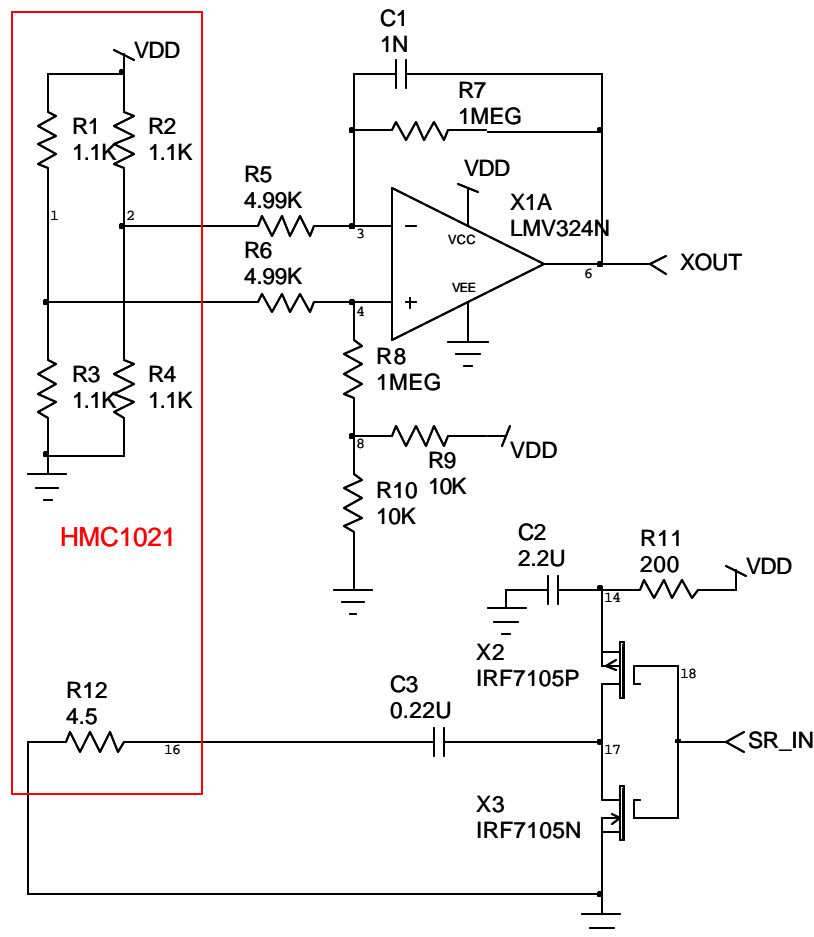 C1
1N
VDD
R7
1MEG
R1
1.1K
R2
1.1K
VDD
R5
4.99K
X1A
LMV324N
1
2
3
VCC
R6
4.99K
6
XOUT
VEE
4
R3
1.1K
R4
1.1K
R8
1MEG
8
VDD
R9
10K
R10
10K
HMC1021
C2
2.2U
R11
200
VDD
14
X2
IRF7105P
18
R12
4.5
C3
0.22U
16
17
SR_IN
X3
IRF7105N